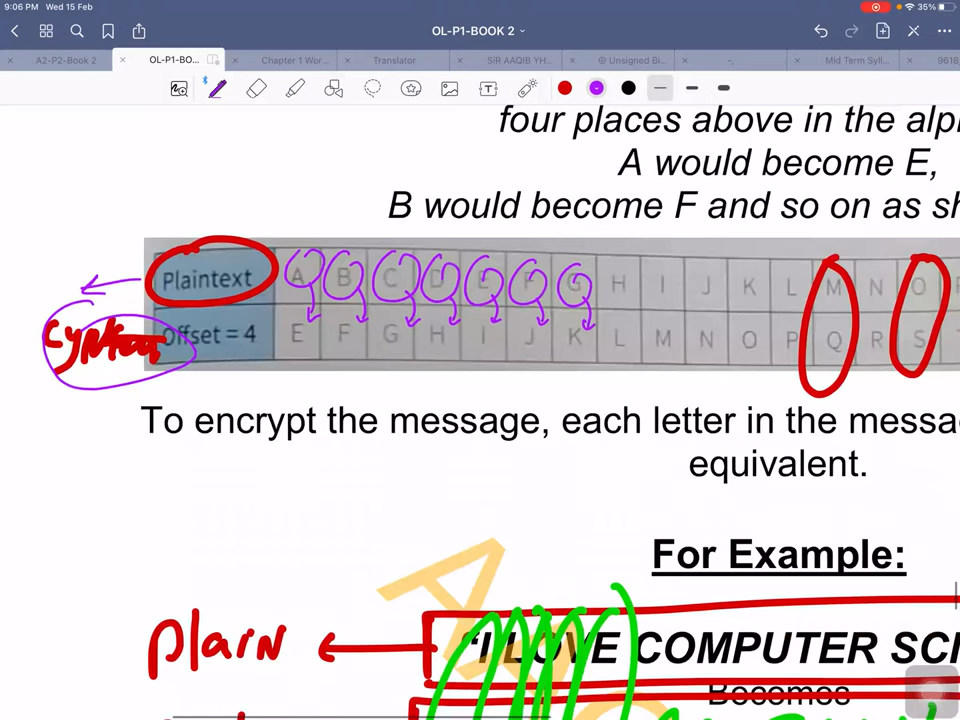 9:06 PM Wed 15 Feb
35%
OL-P1-BOOK 2
A2-P2-Book 2
OL-P1-BO...
Chapter 1 Wor...
Translator
SiR AAQIB YH...
Unsigned Bi...
Mid Term Syll...
9618
four places above in the alp
A would become E,
B would become F and so on as sh
Plaintext A B C D E F G H I J K L M N O P
Offset = 4 E F G H I J K L M N O P Q R S
To encrypt the message, each letter in the messa
equivalent.
For Example:
plain
"I LOVE COMPUTER SCI
Becomes